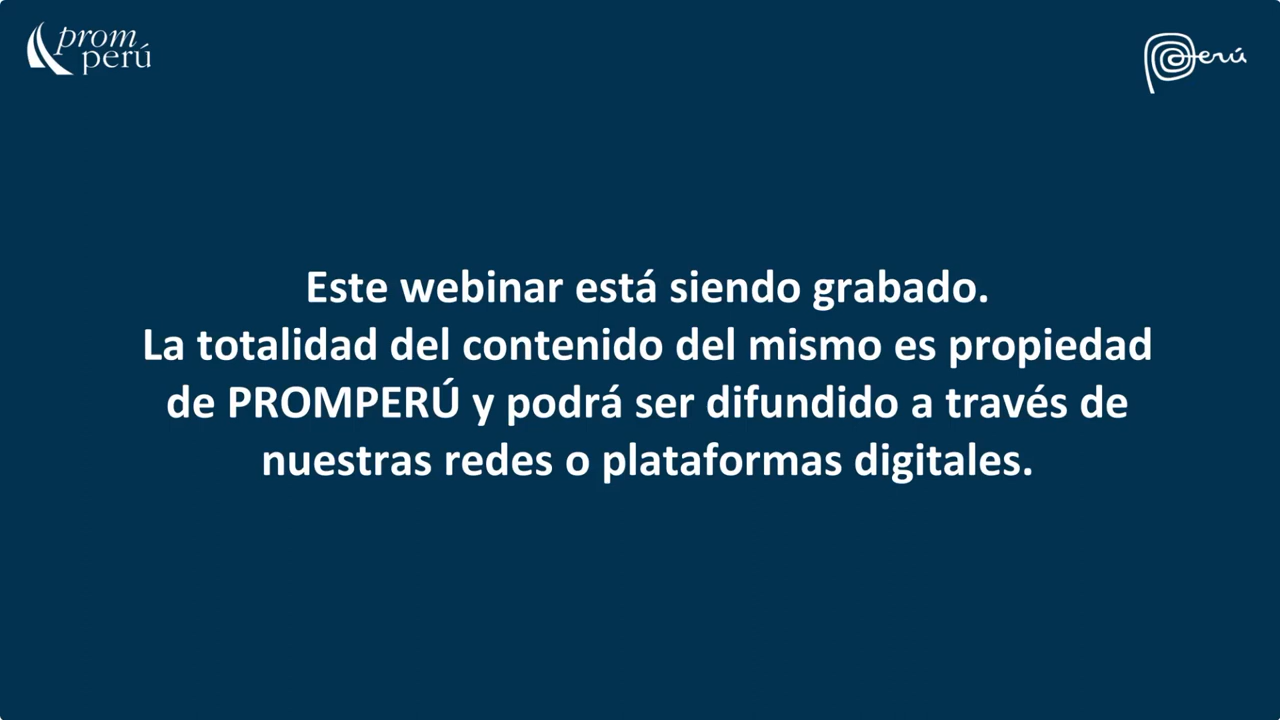 prom
perú
Perú
Este webinar está siendo grabado.
La totalidad del contenido del mismo es propiedad
de PROMPERÚ y podrá ser difundido a través de
nuestras redes o plataformas digitales.